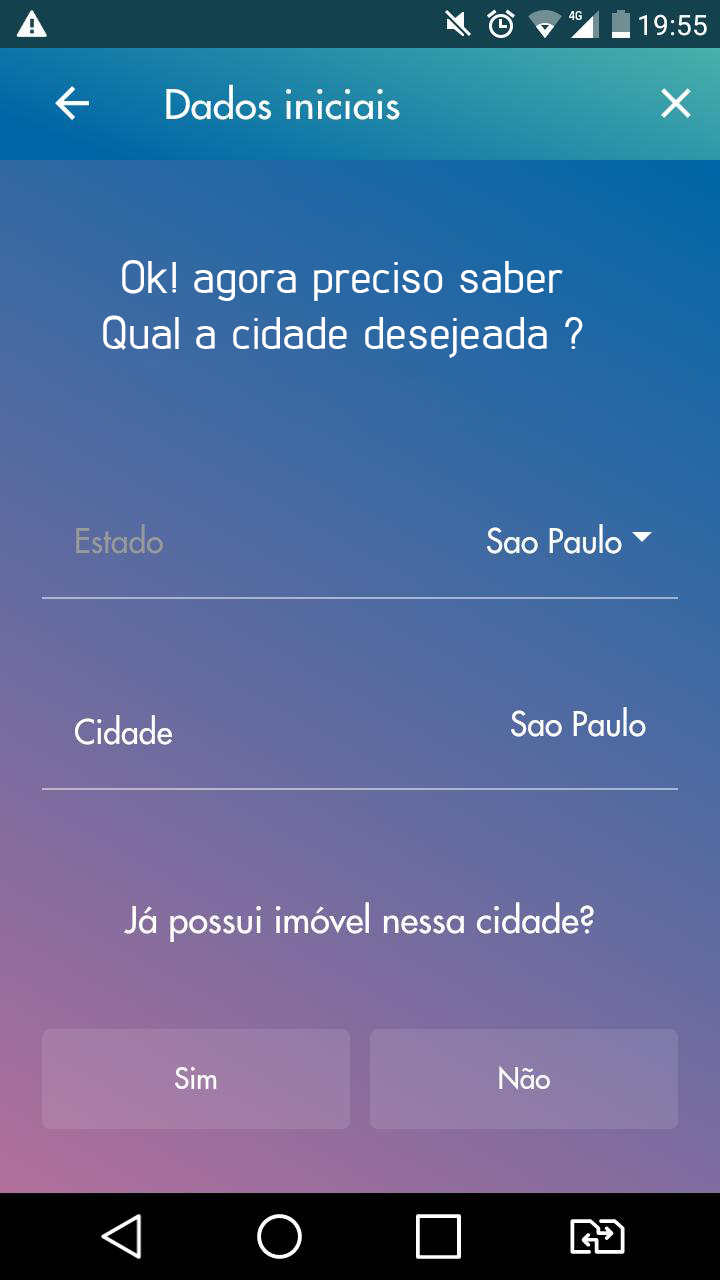 4G 19:55
Dados iniciais
Ok! agora preciso saber
Qual a cidade desejeada ?
Estado Sao Paulo
Cidade Sao Paulo
Já possui imóvel nessa cidade?
Sim Não